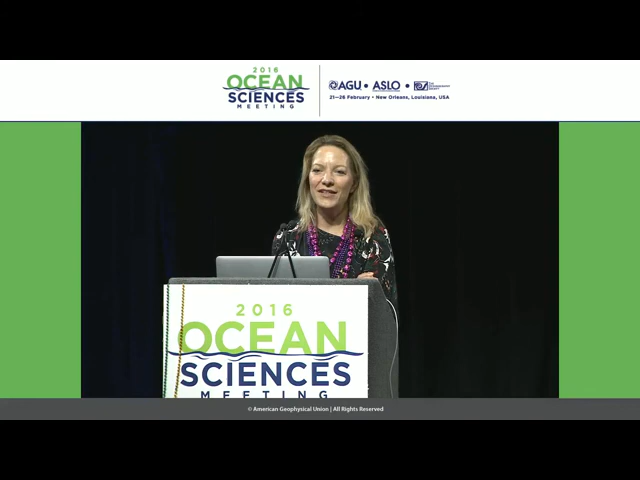 2016
OCEAN
SCIENCES
MEETING
AGU • ASLO •
21–26 February • New Orleans, Louisiana, USA
2016
OCEAN
SCIENCES
MEETING
© American Geophysical Union | All Rights Reserved